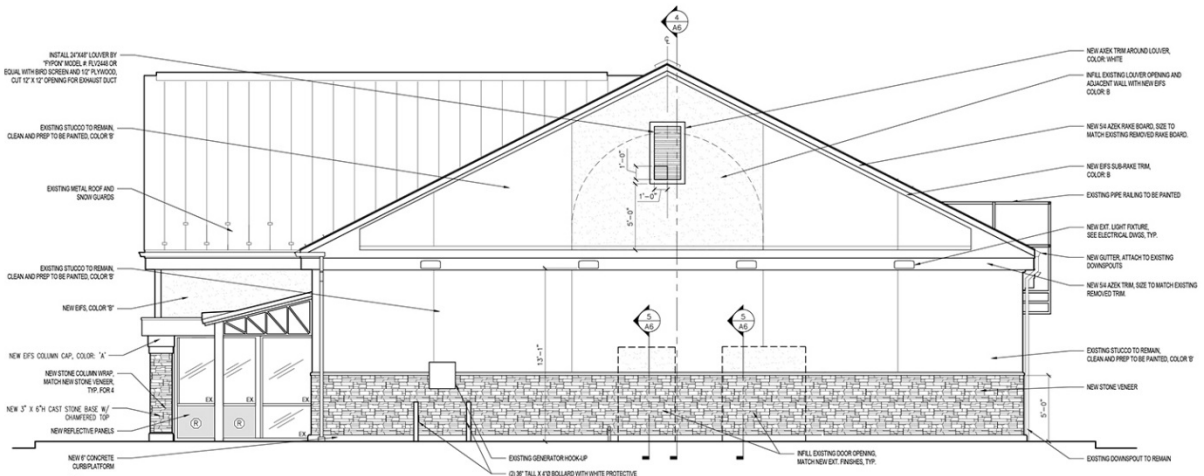 4
A6
INSTALL 24"X48" LOUVER BY
"FYPON" MODEL #: FLV2448 OR
EQUAL WITH BIRD SCREEN AND 1/2" PLYWOOD,
CUT 12" X 12" OPENING FOR EXHAUST DUCT
NEW AXEK TRIM AROUND LOUVER,
COLOR: WHITE
INFILL EXISTING LOUVER OPENING AND
ADJACENT WALL WITH NEW EIFS
COLOR: B
EXISTING STUCCO TO REMAIN,
CLEAN AND PREP TO BE PAINTED, COLOR 'B'
NEW 5/4 AZEK RAKE BOARD, SIZE TO
MATCH EXISTING REMOVED RAKE BOARD.
1'-0"
1'-0"
5'-0"
NEW EIFS SUB-RAKE TRIM,
COLOR: B
EXISTING METAL ROOF AND
SNOW GUARDS
EXISTING PIPE RAILING TO BE PAINTED
NEW EXT. LIGHT FIXTURE,
SEE ELECTRICAL DWGS, TYP.
NEW GUTTER, ATTACH TO EXISTING
DOWNSPOUTS
EXISTING STUCCO TO REMAIN,
CLEAN AND PREP TO BE PAINTED, COLOR 'B'
NEW 5/4 AZEK TRIM, SIZE TO MATCH EXISTING
REMOVED TRIM.
NEW EIFS, COLOR "B"
5
A6
5
A6
13'-1"
NEW EIFS COLUMN CAP, COLOR: "A"
EXISTING STUCCO TO REMAIN,
CLEAN AND PREP TO BE PAINTED, COLOR 'B'
NEW STONE COLUMN WRAP,
MATCH NEW STONE VENEER,
TYP. FOR 4
NEW STONE VENEER
5'-0"
EX.
EX.
NEW 3" X 6"H CAST STONE BASE W/
CHAMFERED TOP
R
R
NEW REFLECTIVE PANELS
EX.
NEW 6" CONCRETE
CURB/PLATFORM
EXISTING GENERATOR HOOK-UP
INFILL EXISTING DOOR OPENING,
MATCH NEW EXT. FINISHES, TYP.
EXISTING DOWNSPOUT TO REMAIN
(2) 36" TALL X 4"Ø BOLLARD WITH WHITE PROTECTIVE